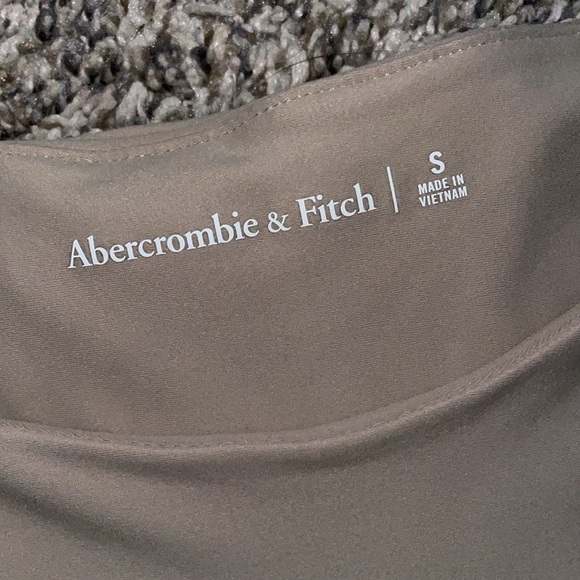 Abercrombie & Fitch | S
MADE IN
VIETNAM